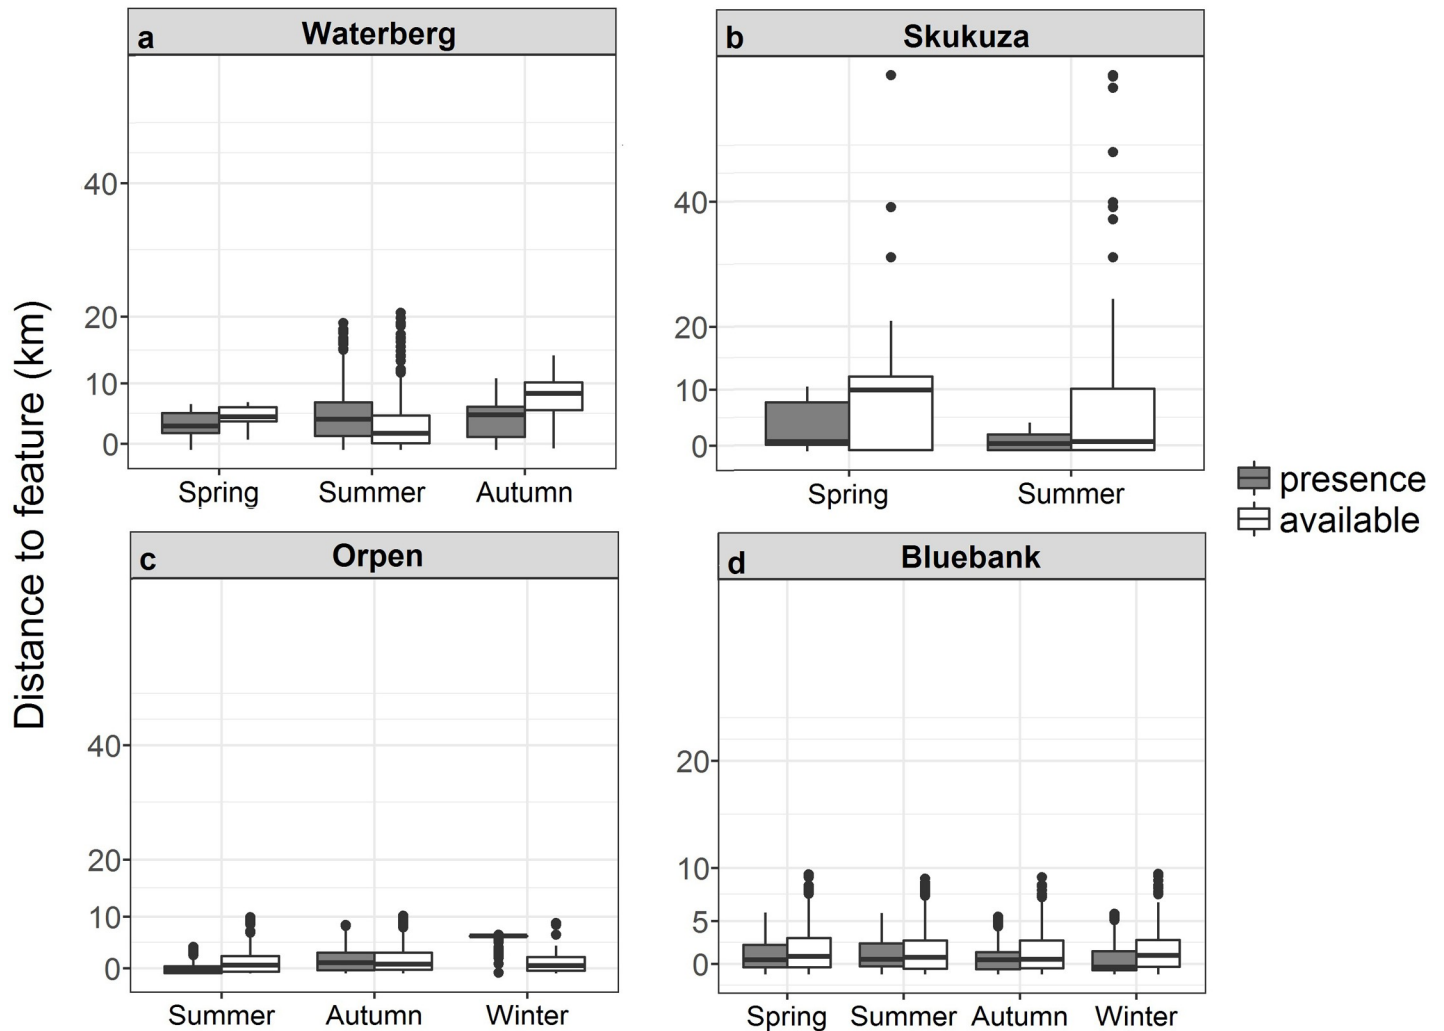 a Waterberg
b Skukuza
Distance to feature (km)
40
20
10
0
Spring Summer Autumn
40
20
10
0
Spring Summer
presence
available
c Orpen
d Bluebank
40
20
10
0
Summer Autumn Winter
20
10
5
0
Spring Summer Autumn Winter